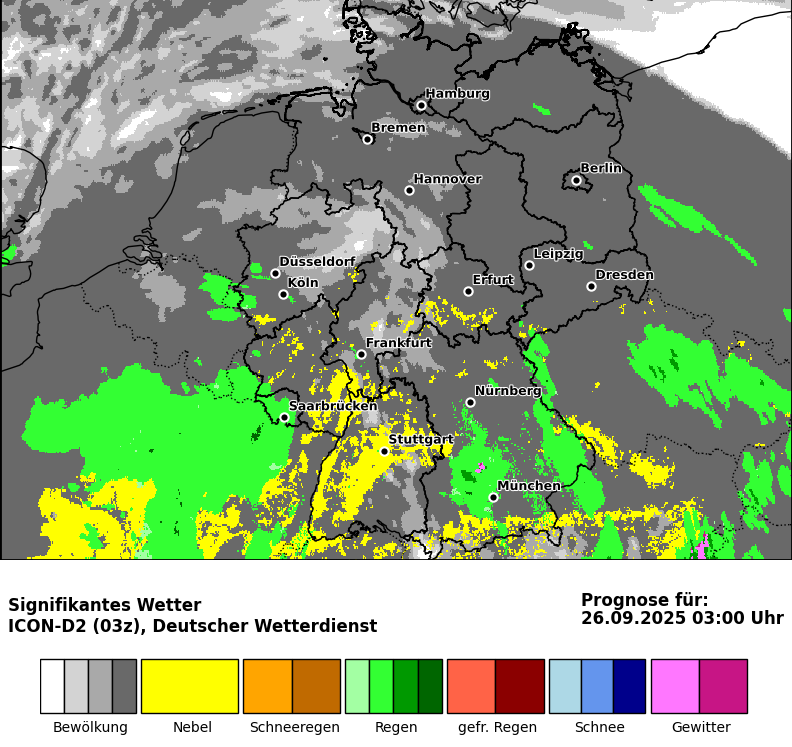 Hamburg
Bremen
Berlin
Hannover
Leipzig
Düsseldorf
Dresden
Erfurt
Köln
Frankfurt
Nürnberg
Saarbrücken
Stuttgart
München
Signifikantes Wetter
ICON-D2 (03z), Deutscher Wetterdienst
Prognose für:
26.09.2025 03:00 Uhr
Bewölkung
Nebel
Schneeregen
Regen
gefr. Regen
Schnee
Gewitter